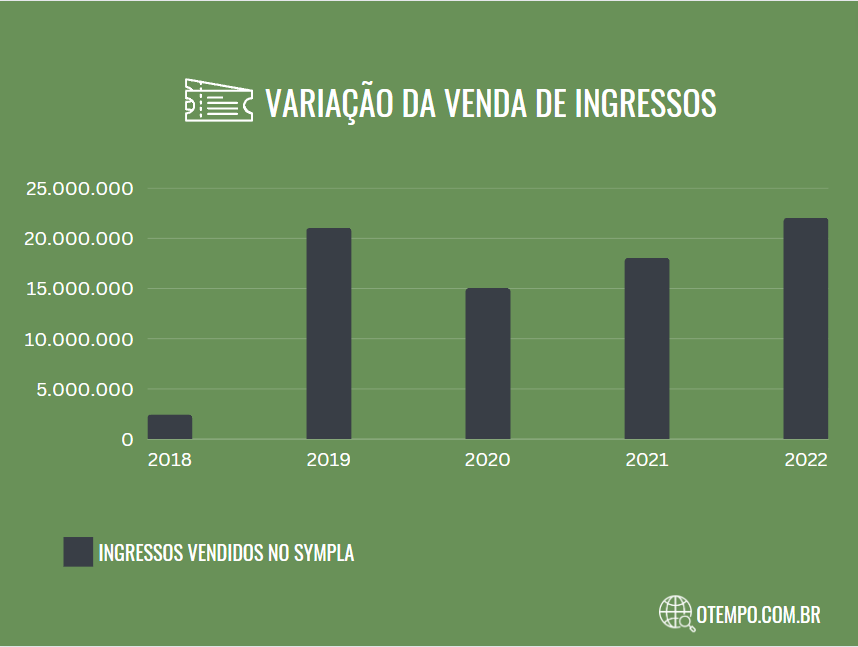 VARIAÇÃO DA VENDA DE INGRESSOS
25.000.000
20.000.000
15.000.000
10.000.000
5.000.000
0
2018 2019 2020 2021 2022
INGRESSOS VENDIDOS NO SYMPLA
OTEMPO.COM.BR